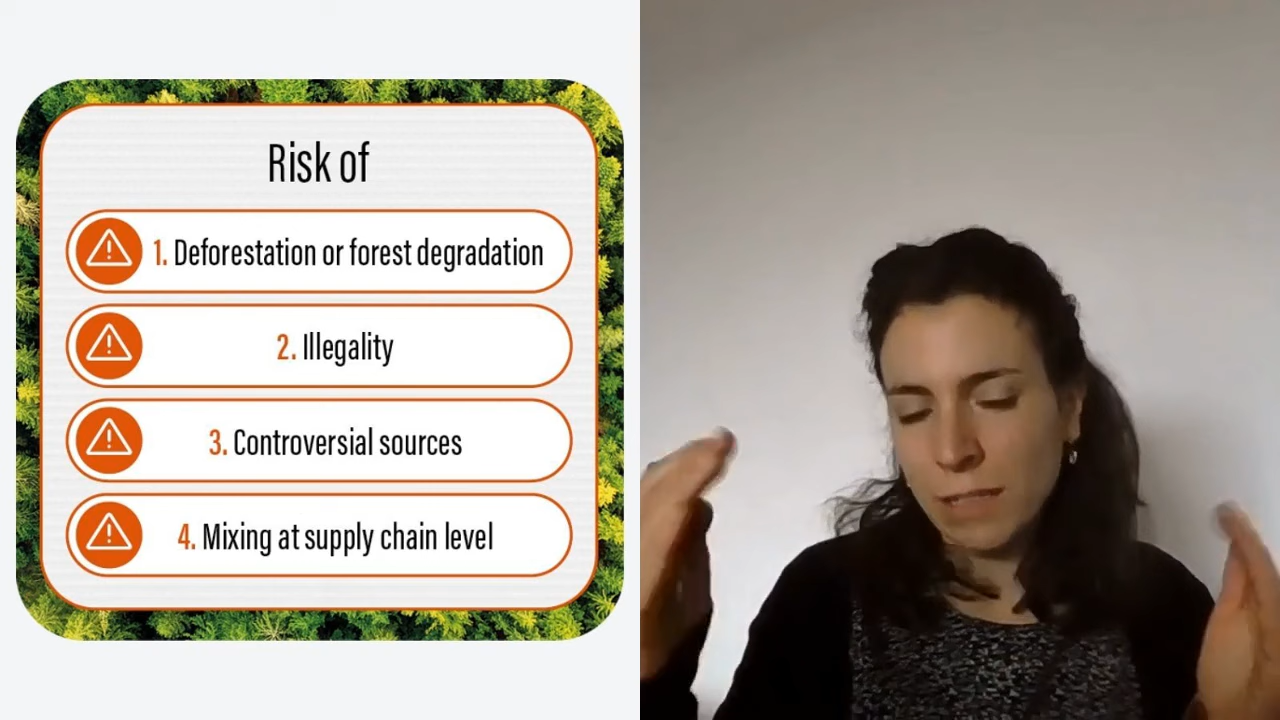 Risk of
1. Deforestation or forest degradation
2. Illegality
3. Controversial sources
4. Mixing at supply chain level